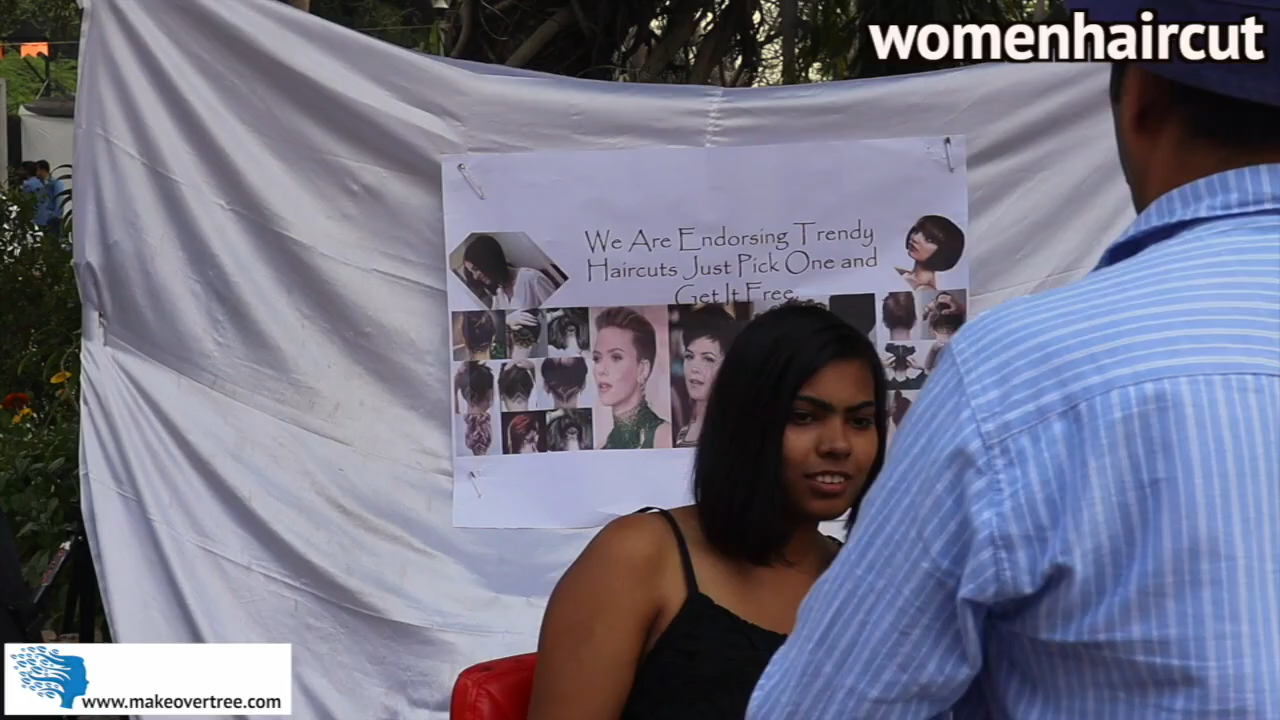 womenhaircut
We Are Endorsing Trendy
Haircuts Just Pick One and
Get It Free.
www.makeovertree.com